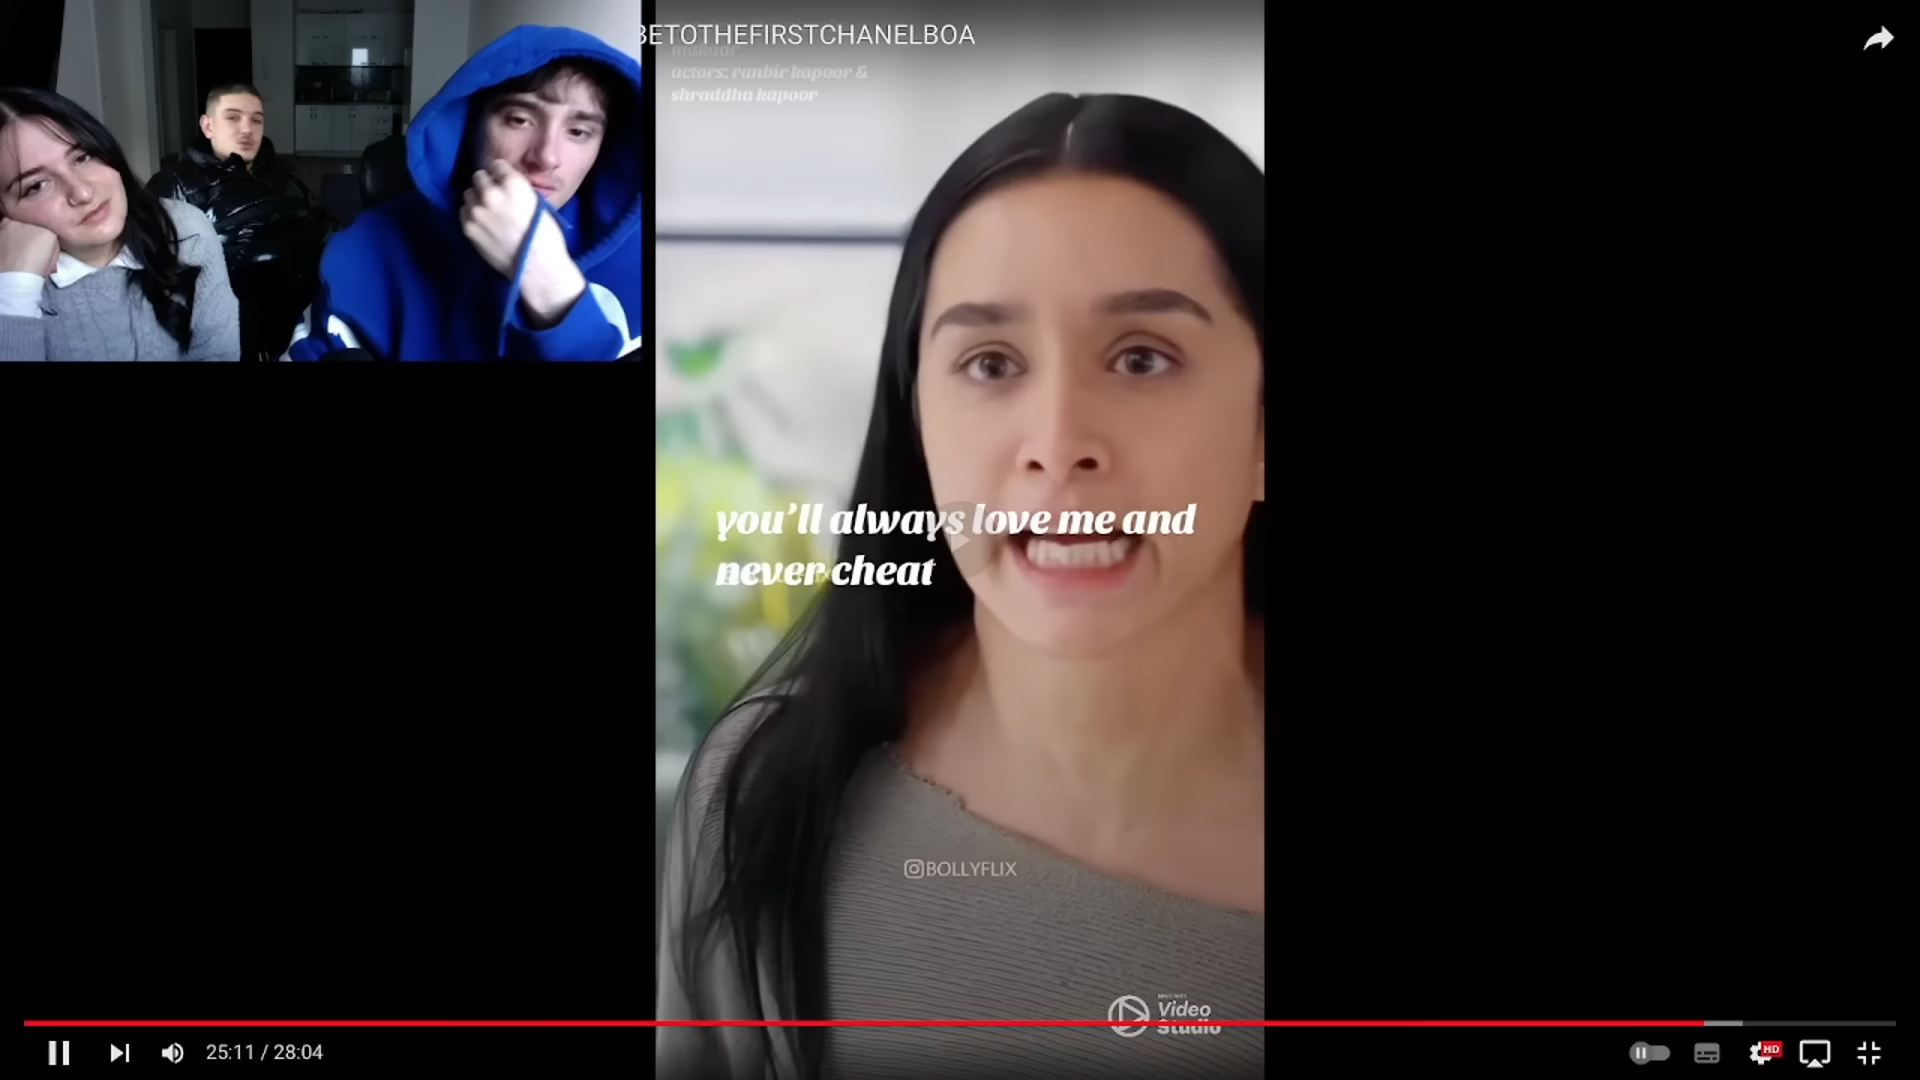 BETOTHEFIRSTCHANELBOA
actors: ranbir kapoor &
shraddha kapoor
you'll always love me and
never cheat
BOLLYFLIX
Video
Studio
25:11 / 28:04
HD